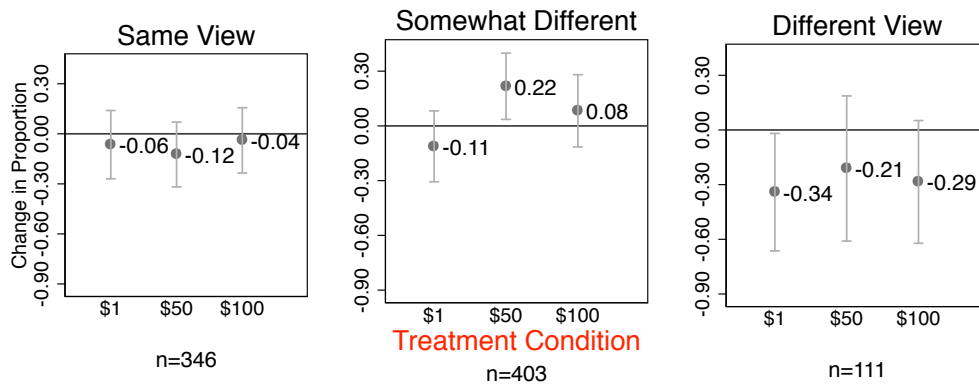 Same View
Somewhat Different
Different View
Change in Proportion
0.30
0.00
-0.30
-0.60
-0.90
-0.06
-0.12
-0.04
$1 $50 $100
n=346
0.30
0.00
-0.30
-0.60
-0.90
-0.11
0.22
0.08
$1 $50 $100
Treatment Condition
n=403
0.30
0.00
-0.30
-0.60
-0.90
-0.34
-0.21
-0.29
$1 $50 $100
n=111